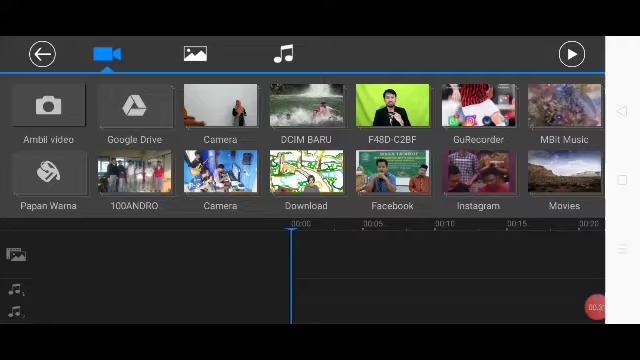 Ambil video Google Drive Camera DCIM BARU F48D-C2BF GuRecorder MBit Music
Papan Warna 100ANDRO Camera Download Facebook Instagram Movies
00:00 00:05 00:10 00:15 00:20